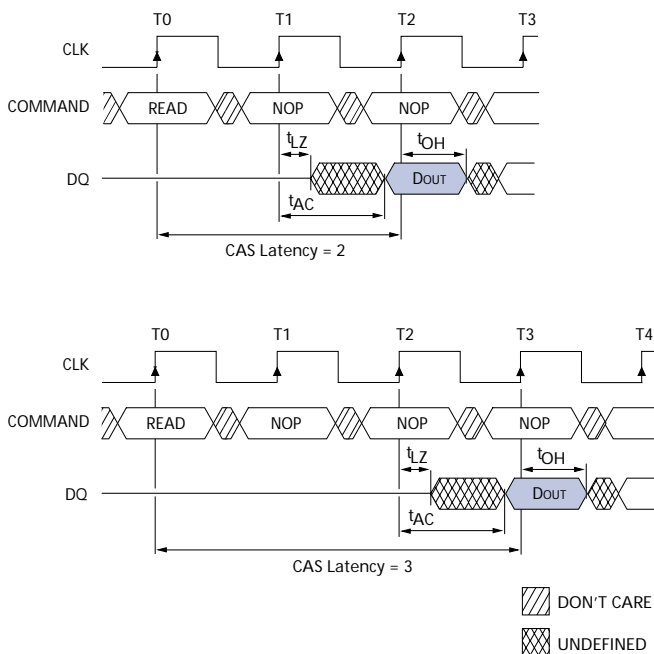 T0 T1 T2 T3
CLK
COMMAND READ NOP NOP
tLZ tOH
DQ DOUT
tAC
CAS Latency = 2
T0 T1 T2 T3 T4
CLK
COMMAND READ NOP NOP NOP
tLZ tOH
DQ DOUT
tAC
CAS Latency = 3
DON'T CARE
UNDEFINED